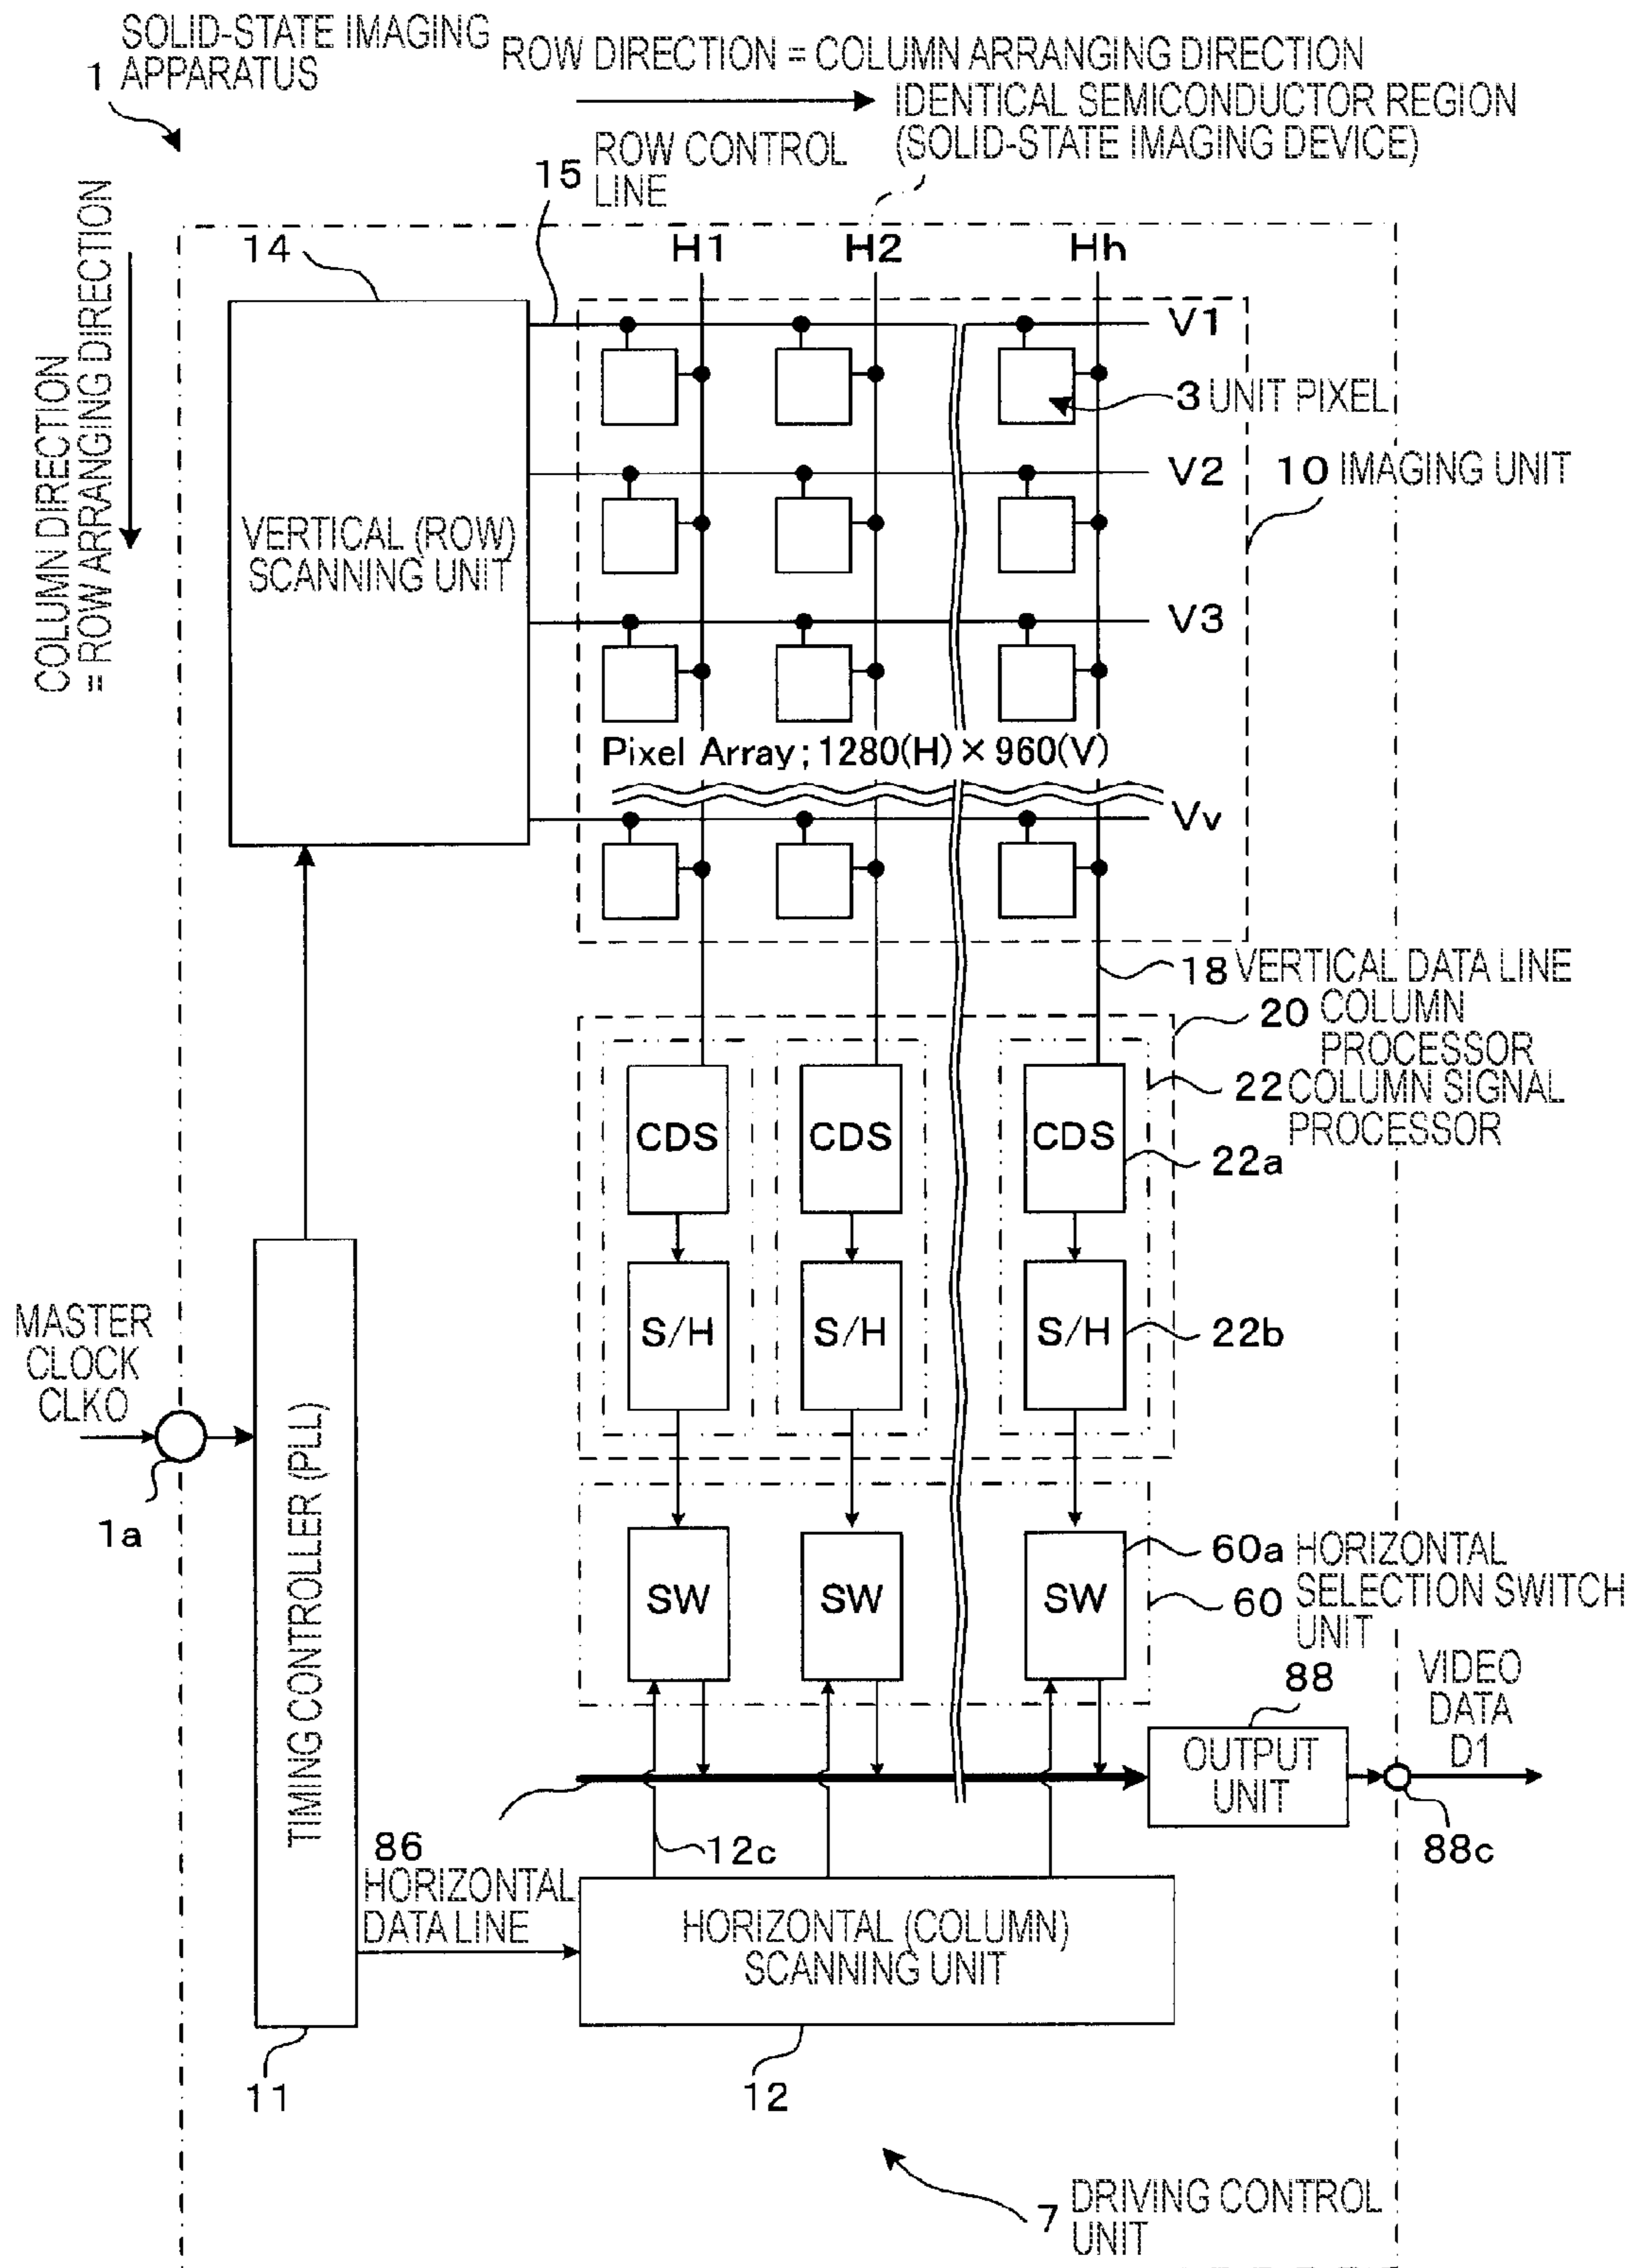 SOLID-STATE IMAGING
1 APPARATUS
ROW DIRECTION = COLUMN ARRANGING DIRECTION
IDENTICAL SEMICONDUCTOR REGION
(SOLID-STATE IMAGING DEVICE)
15 ROW CONTROL
LINE
COLUMN DIRECTION
= ROW ARRANGING DIRECTION
14
H1
H2
Hh
V1
3 UNIT PIXEL
V2
10 IMAGING UNIT
VERTICAL (ROW)
SCANNING UNIT
V3
Pixel Array; 1280(H) × 960(V)
Vv
18 VERTICAL DATA LINE
20 COLUMN
PROCESSOR
22 COLUMN SIGNAL
PROCESSOR
CDS
CDS
CDS
22a
S/H
S/H
S/H
22b
MASTER
CLOCK
CLK0
1a
TIMING CONTROLLER (PLL)
SW
SW
SW
60a HORIZONTAL
SELECTION SWITCH
60 UNIT
88
OUTPUT
UNIT
VIDEO
DATA
D1
88c
86
HORIZONTAL
DATA LINE
12c
HORIZONTAL (COLUMN)
SCANNING UNIT
11
12
7 DRIVING CONTROL
UNIT